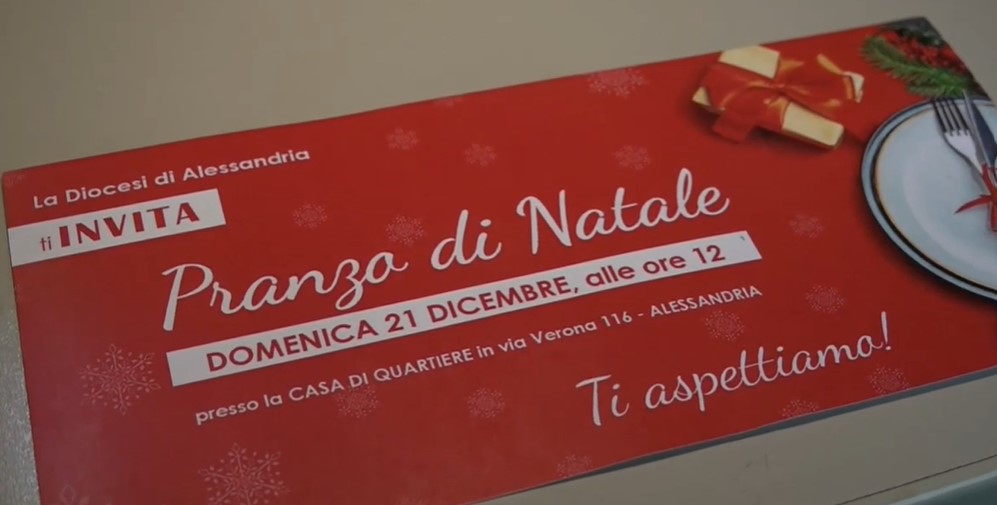 La Diocesi di Alessandria
ti INVITA
Pranzo di Natale
DOMENICA 21 DICEMBRE, alle ore 12
presso la CASA DI QUARTIERE in via Verona 116 - ALESSANDRIA
Ti aspettiamo!